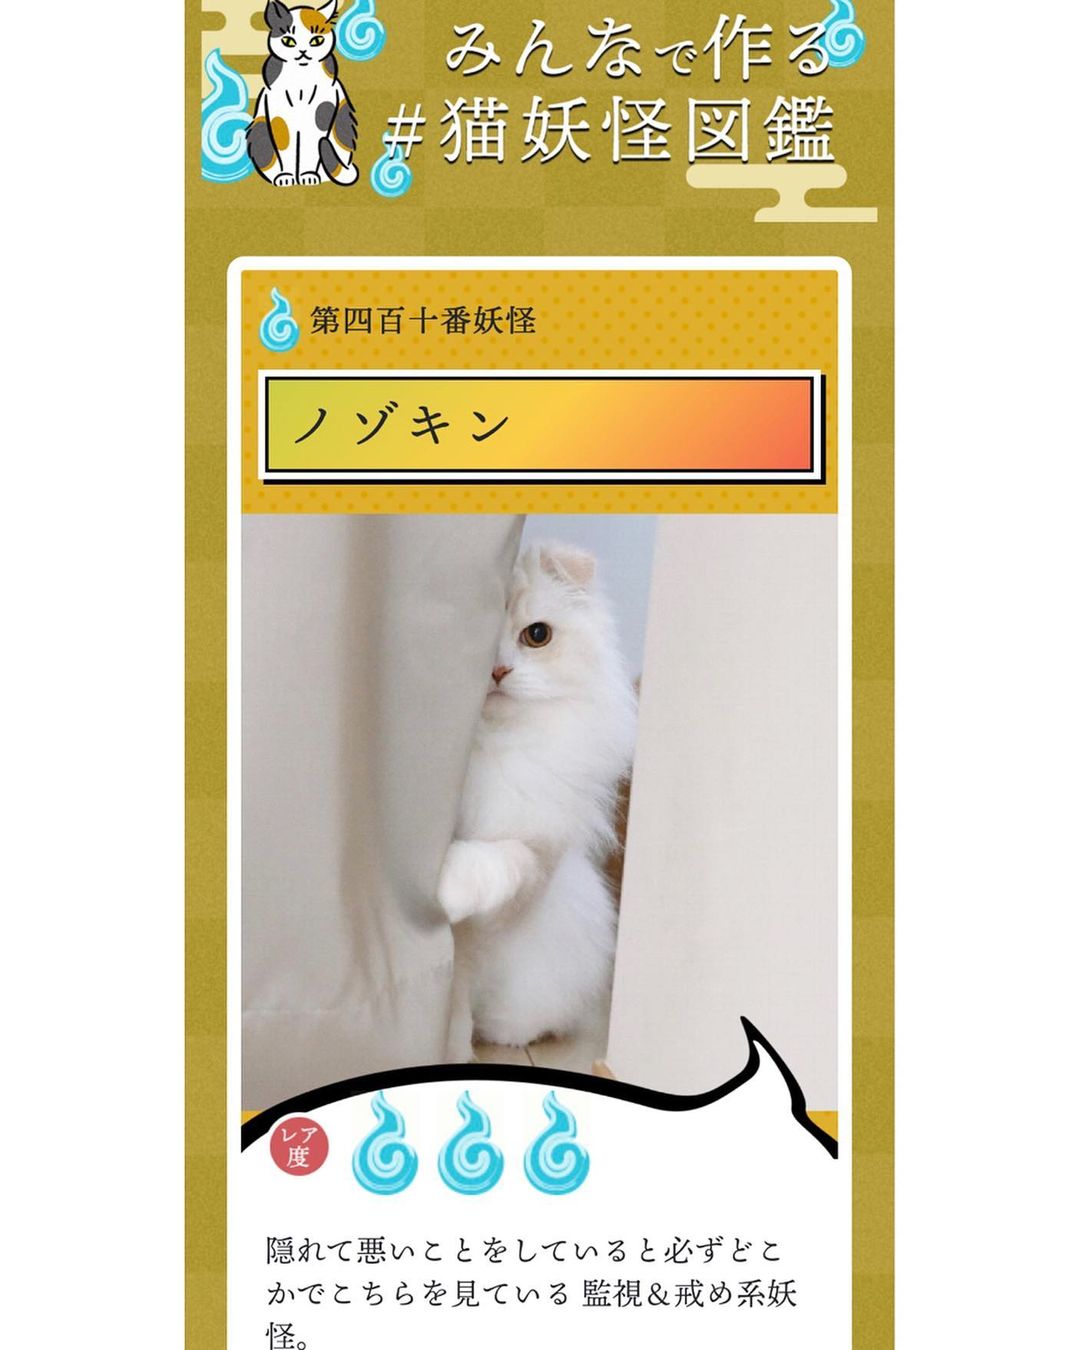 みんなで作る
#猫妖怪図鑑
第四百十番妖怪
ノゾキン
レア
度
隠れて悪いことをしていると必ずどこ
かでこちらを見ている 監視&戒め系妖
怪。